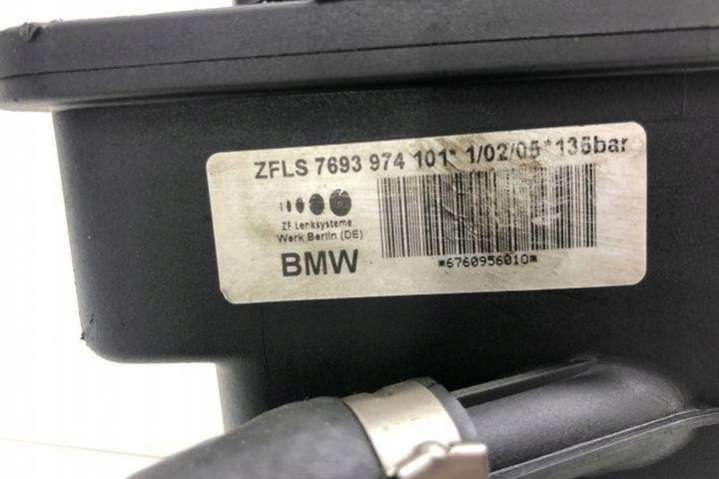 ZFLS 7693 974 101* 1/02/05*135bar
ZF Lenksysteme
Werk Berlin (DE)
BMW
*6760956010*